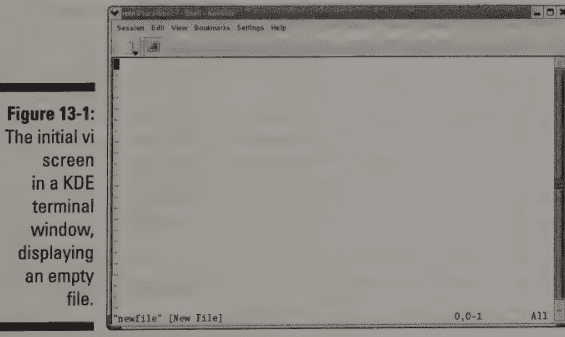 Session Edit View Bookmarks Settings Help
Figure 13-1:
The initial vi
screen
in a KDE
terminal
window,
displaying
an empty
file.
"newfile" [New File] 0,0-1 All